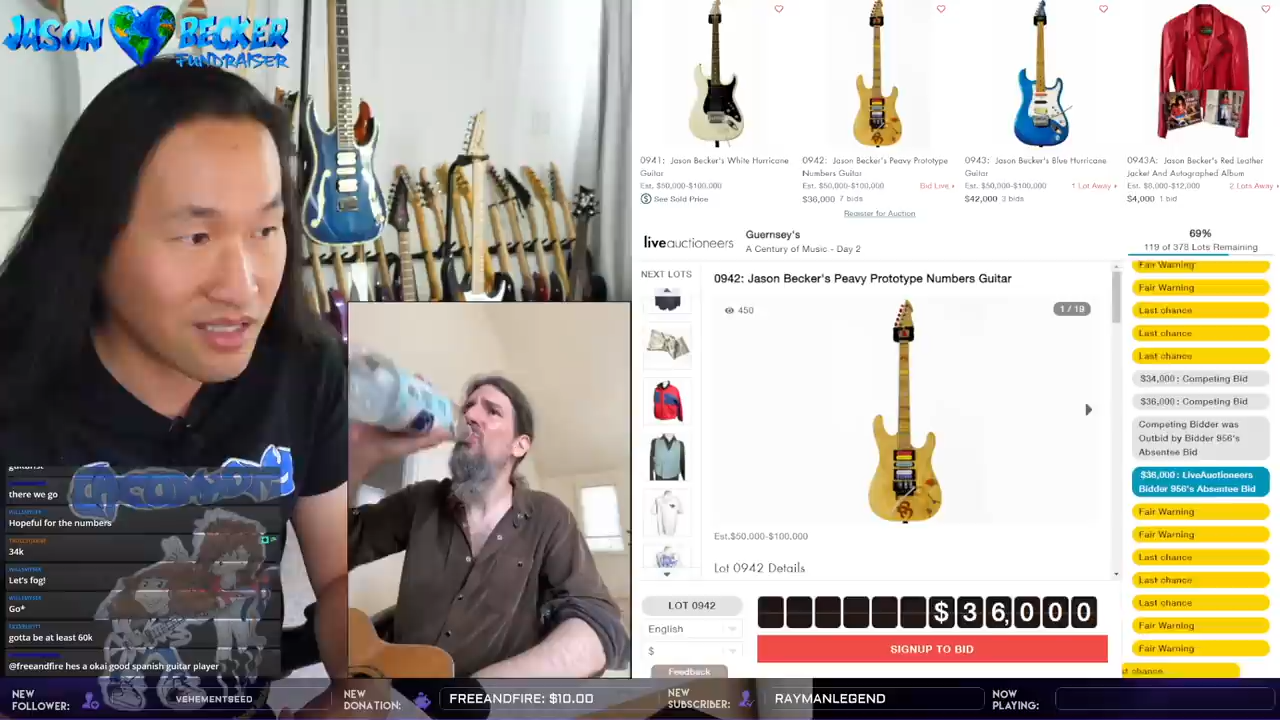 JASON BECKER
FUNDRAISER
there we go
Hopeful for the numbers
34k
Let's fog!
Go*
gotta be at least 60k
@freeandfire hes a okai good spanish guitar player
0941: Jason Becker's White Hurricane
Guitar
Est. $50,000-$100,000
See Sold Price
0942: Jason Becker's Peavy Prototype
Numbers Guitar
Est. $50,000-$100,000
Bid Live
$36,000 7 bids
Register for Auction
0943: Jason Becker's Blue Hurricane
Guitar
Est. $50,000-$100,000
1 Lot Away
$42,000 3 bids
0943A: Jason Becker's Red Leather
Jacket And Autographed Album
Est. $8,000-$12,000
2 Lots Away
$4,000 1 bid
liveauctioneers
Guernsey's
A Century of Music - Day 2
69%
119 of 378 Lots Remaining
NEXT LOTS
0942: Jason Becker's Peavy Prototype Numbers Guitar
450
1 / 19
Est.$50,000-$100,000
Lot 0942 Details
LOT 0942
English
$
Feedback
$36,000
SIGNUP TO BID
Fair Warning
Fair Warning
Last chance
Last chance
Last chance
$34,000 : Competing Bid
$36,000 : Competing Bid
Competing Bidder was
Outbid by Bidder 956's
Absentee Bid
$36,000: LiveAuctioneers
Bidder 956's Absentee Bid
Fair Warning
Fair Warning
Last chance
Last chance
Last chance
Fair Warning
Fair Warning
st chance
NEW
FOLLOWER:
VEHEMENTSEED
NEW
DONATION:
FREEANDFIRE: $10.00
NEW
SUBSCRIBER:
RAYMANLEGEND
NOW
PLAYING: